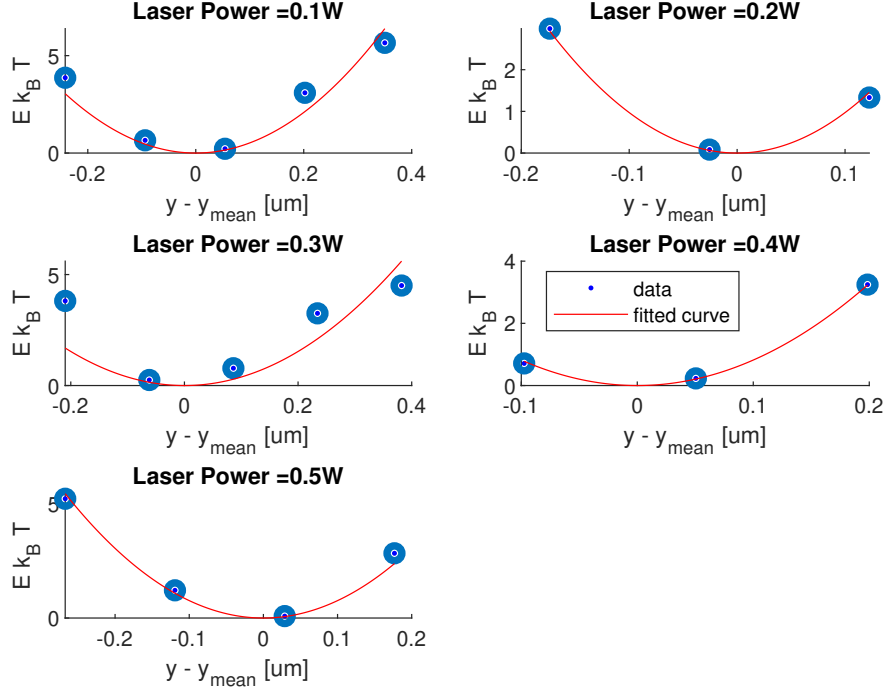 Laser Power =0.1W
E k_B T
5
0
-0.2 0 0.2 0.4
y - y_mean [um]
Laser Power =0.2W
E k_B T
2
1
0
-0.2 -0.1 0 0.1
y - y_mean [um]
Laser Power =0.3W
E k_B T
5
0
-0.2 0 0.2 0.4
y - y_mean [um]
Laser Power =0.4W
E k_B T
4
2
0
data
fitted curve
-0.1 0 0.1 0.2
y - y_mean [um]
Laser Power =0.5W
E k_B T
5
0
-0.2 -0.1 0 0.1 0.2
y - y_mean [um]